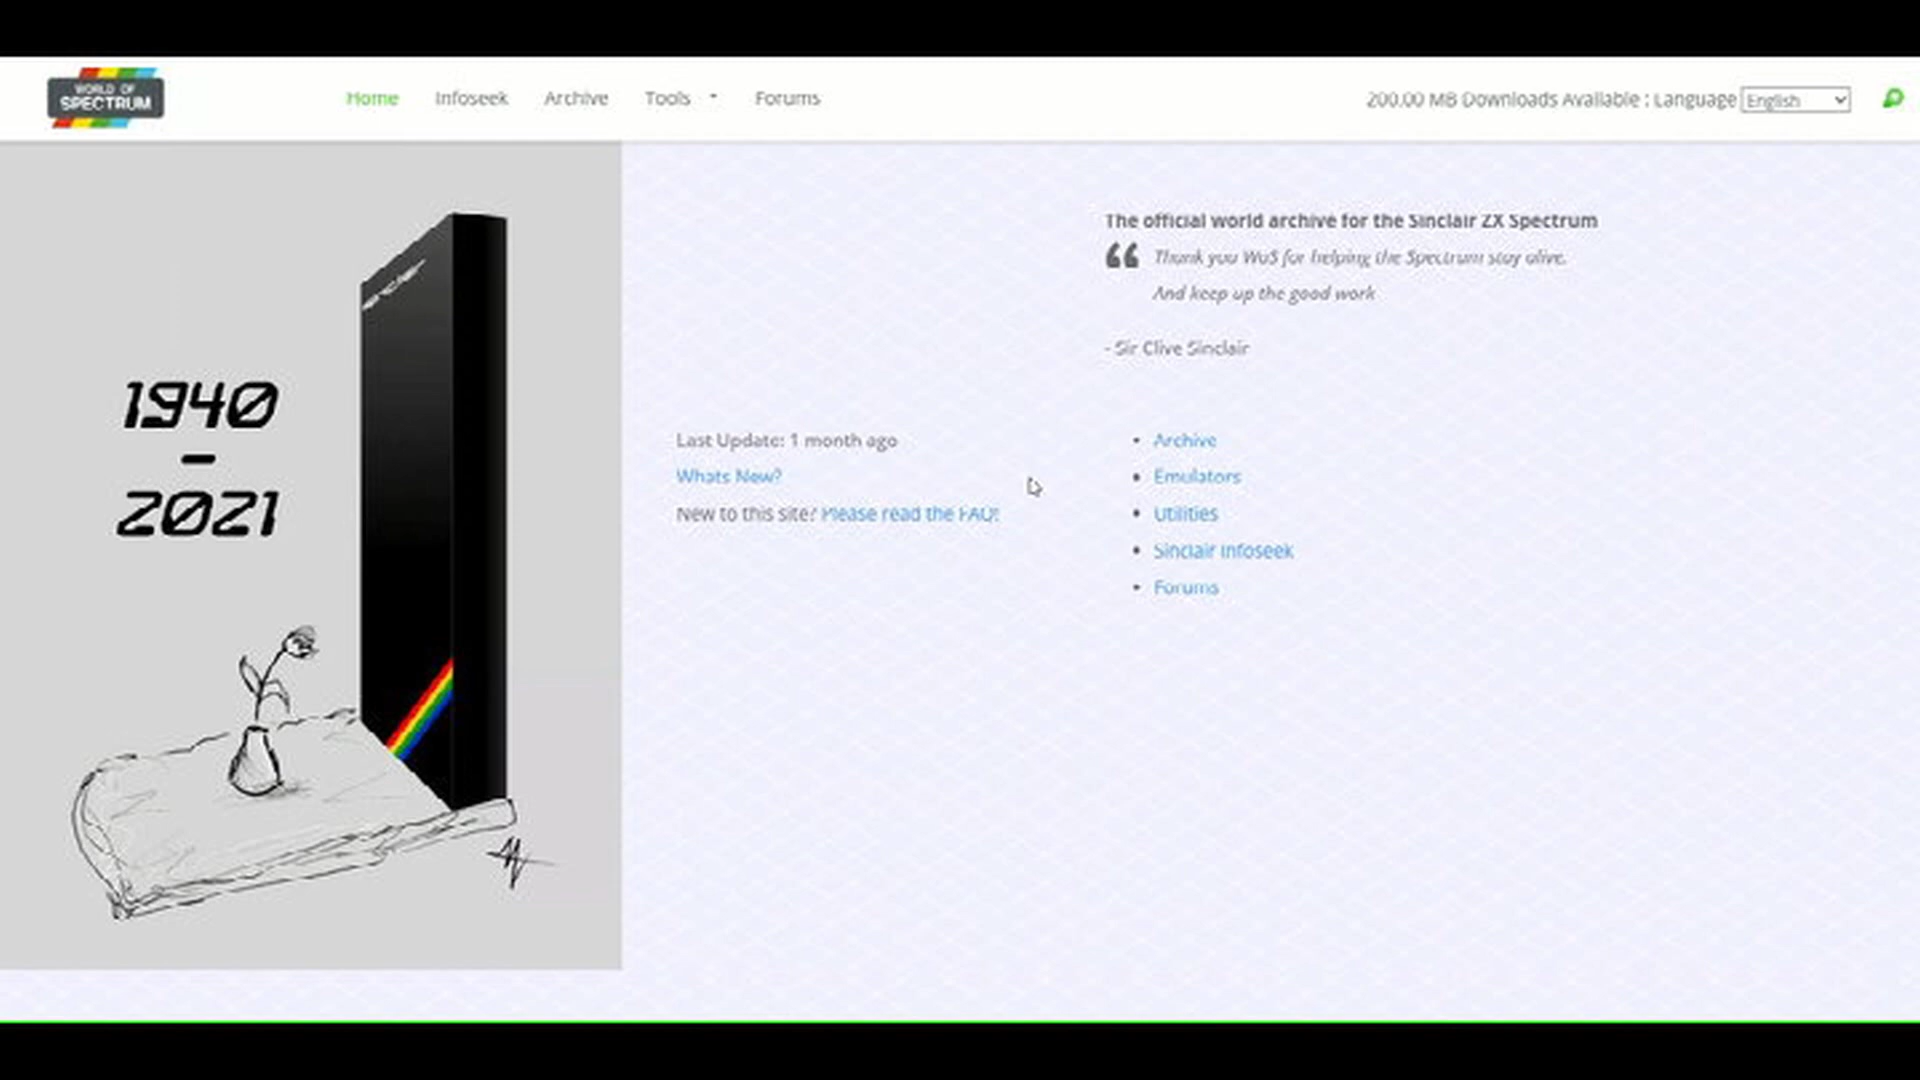 WORLD OF
SPECTRUM
Home Infoseek Archive Tools Forums
200.00 MB Downloads Available : Language English
1940
-
2021
The official world archive for the Sinclair ZX Spectrum
Thank you WoS for helping the Spectrum stay alive.
And keep up the good work
- Sir Clive Sinclair
Last Update: 1 month ago
Whats New?
New to this site? Please read the FAQ!
• Archive
• Emulators
• Utilities
• Sinclair Infoseek
• Forums